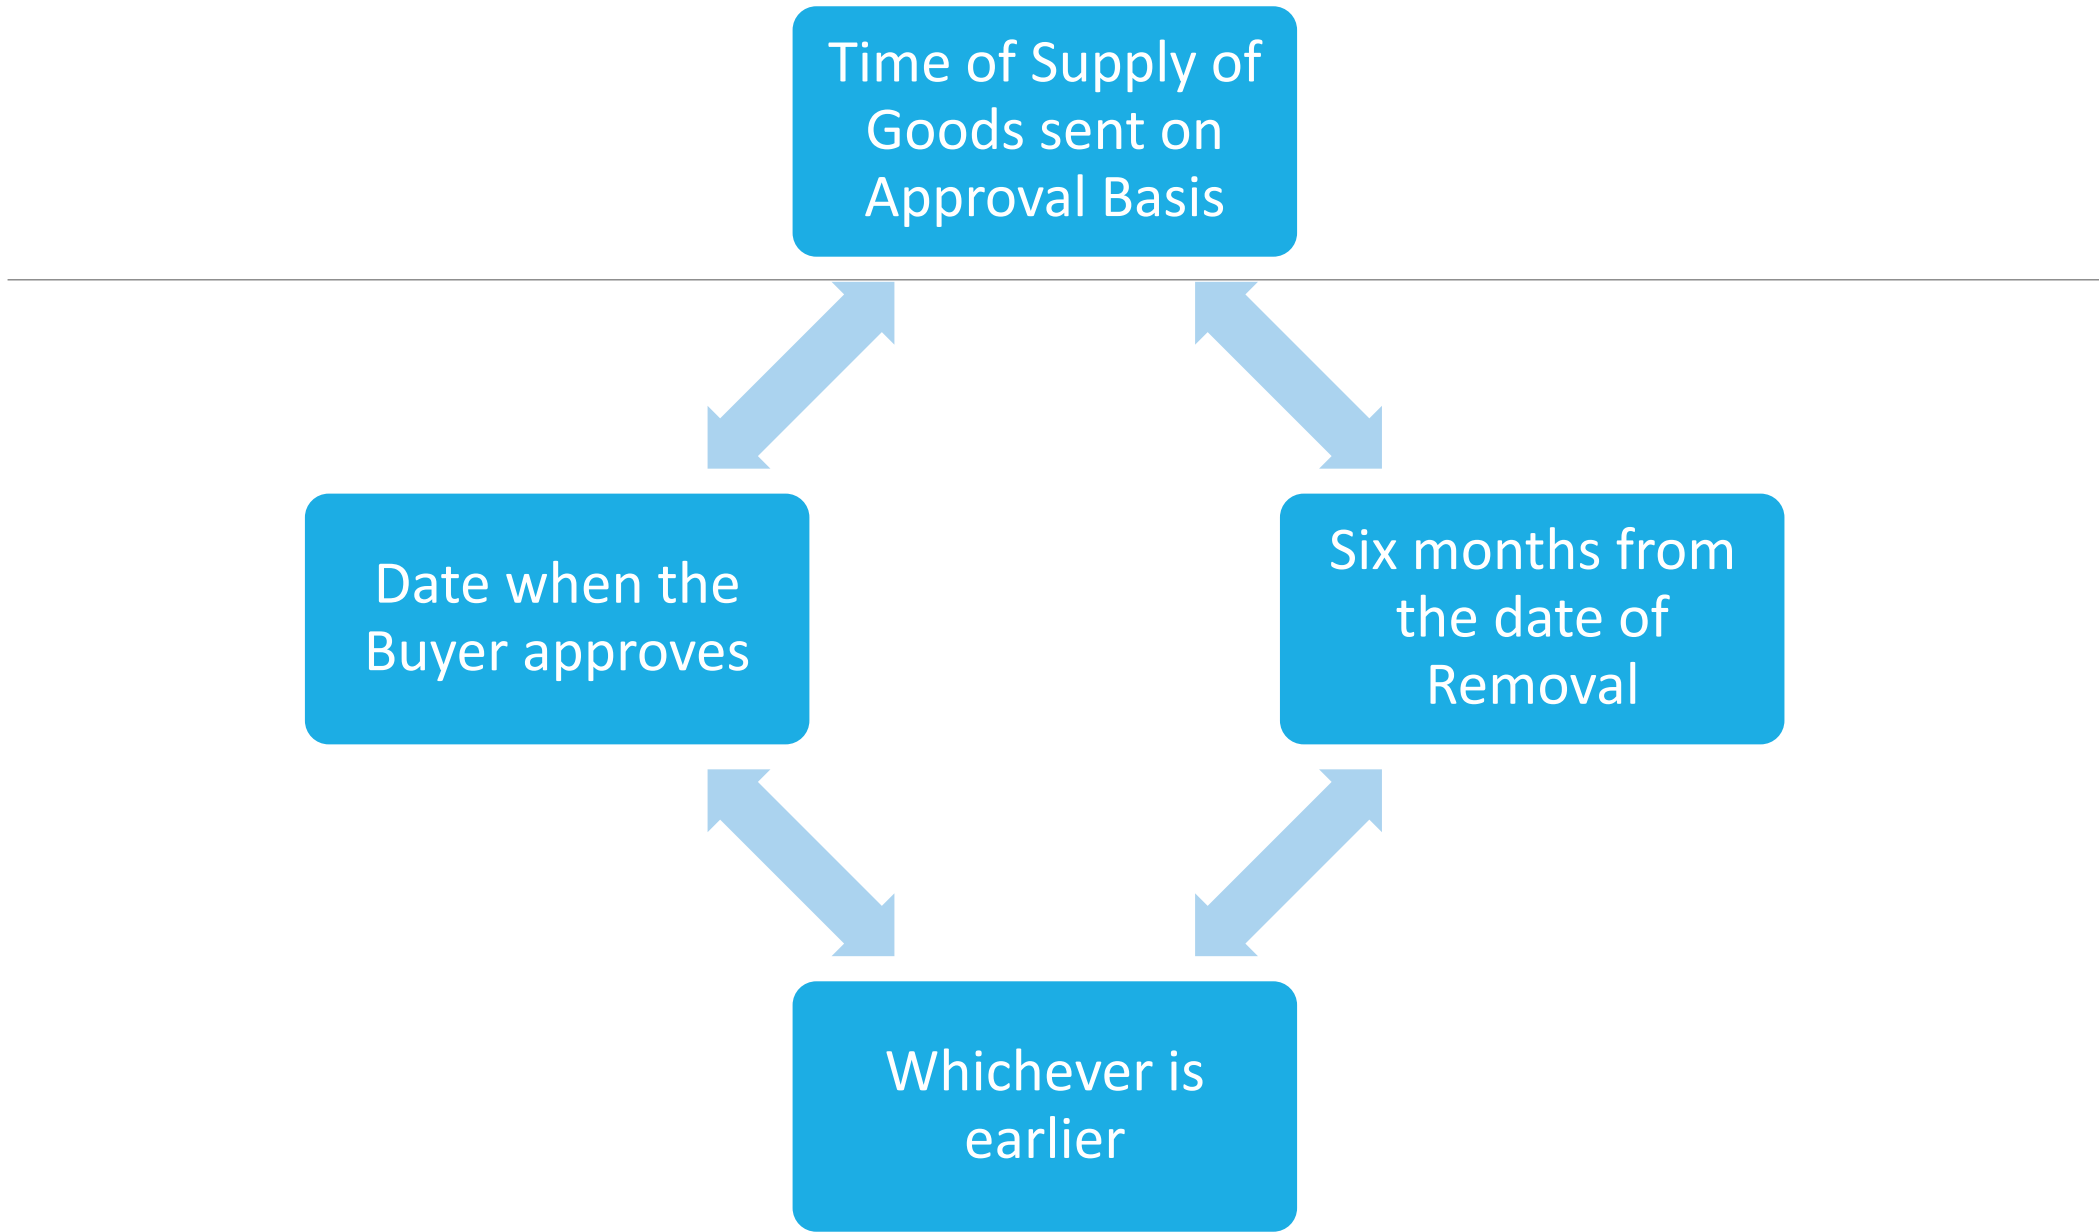 Time of Supply of
Goods sent on
Approval Basis
Date when the
Buyer approves
Six months from
the date of
Removal
Whichever is
earlier